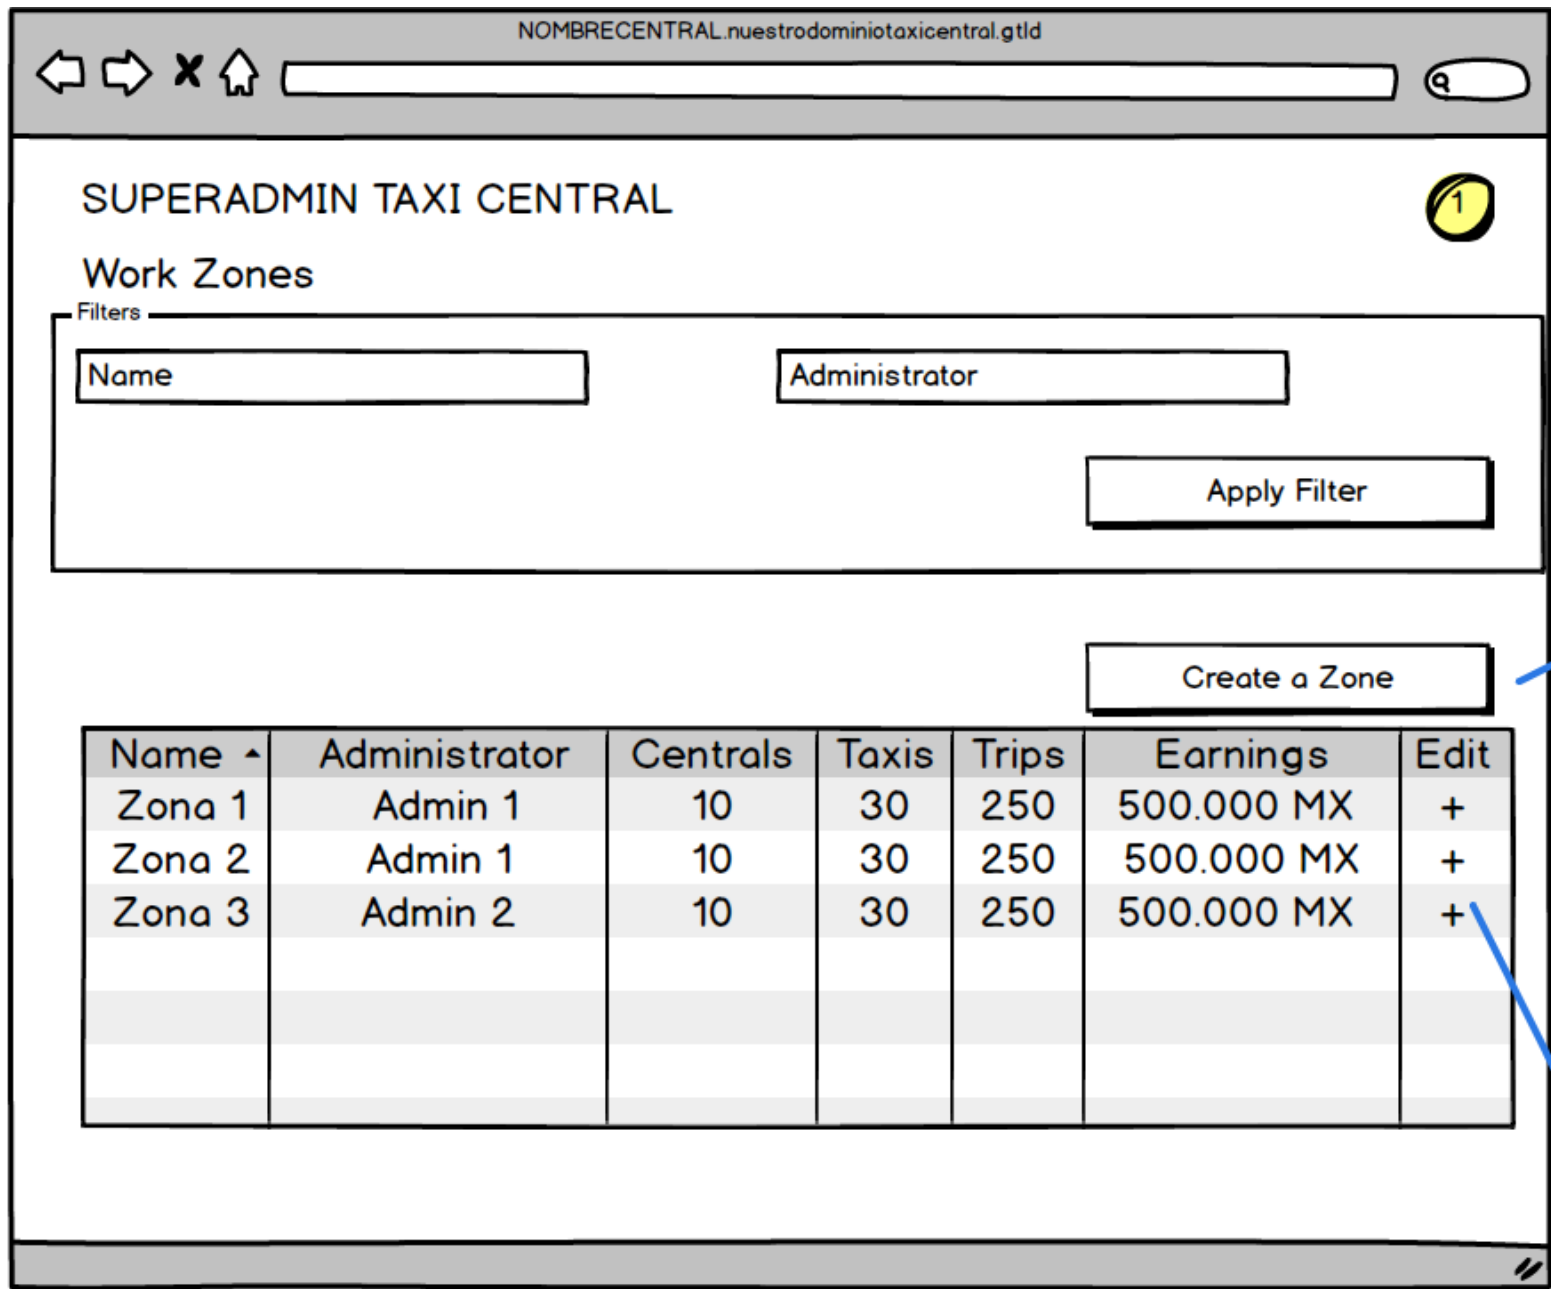 NOMBRECENTRAL.nuestrodominiotaxicentral.gtld
SUPERADMIN TAXI CENTRAL
1
Work Zones
Filters
Name Administrator
Apply Filter
Create a Zone
Name Administrator Centrals Taxis Trips Earnings Edit
Zona 1 Admin 1 10 30 250 500.000 MX +
Zona 2 Admin 1 10 30 250 500.000 MX +
Zona 3 Admin 2 10 30 250 500.000 MX +